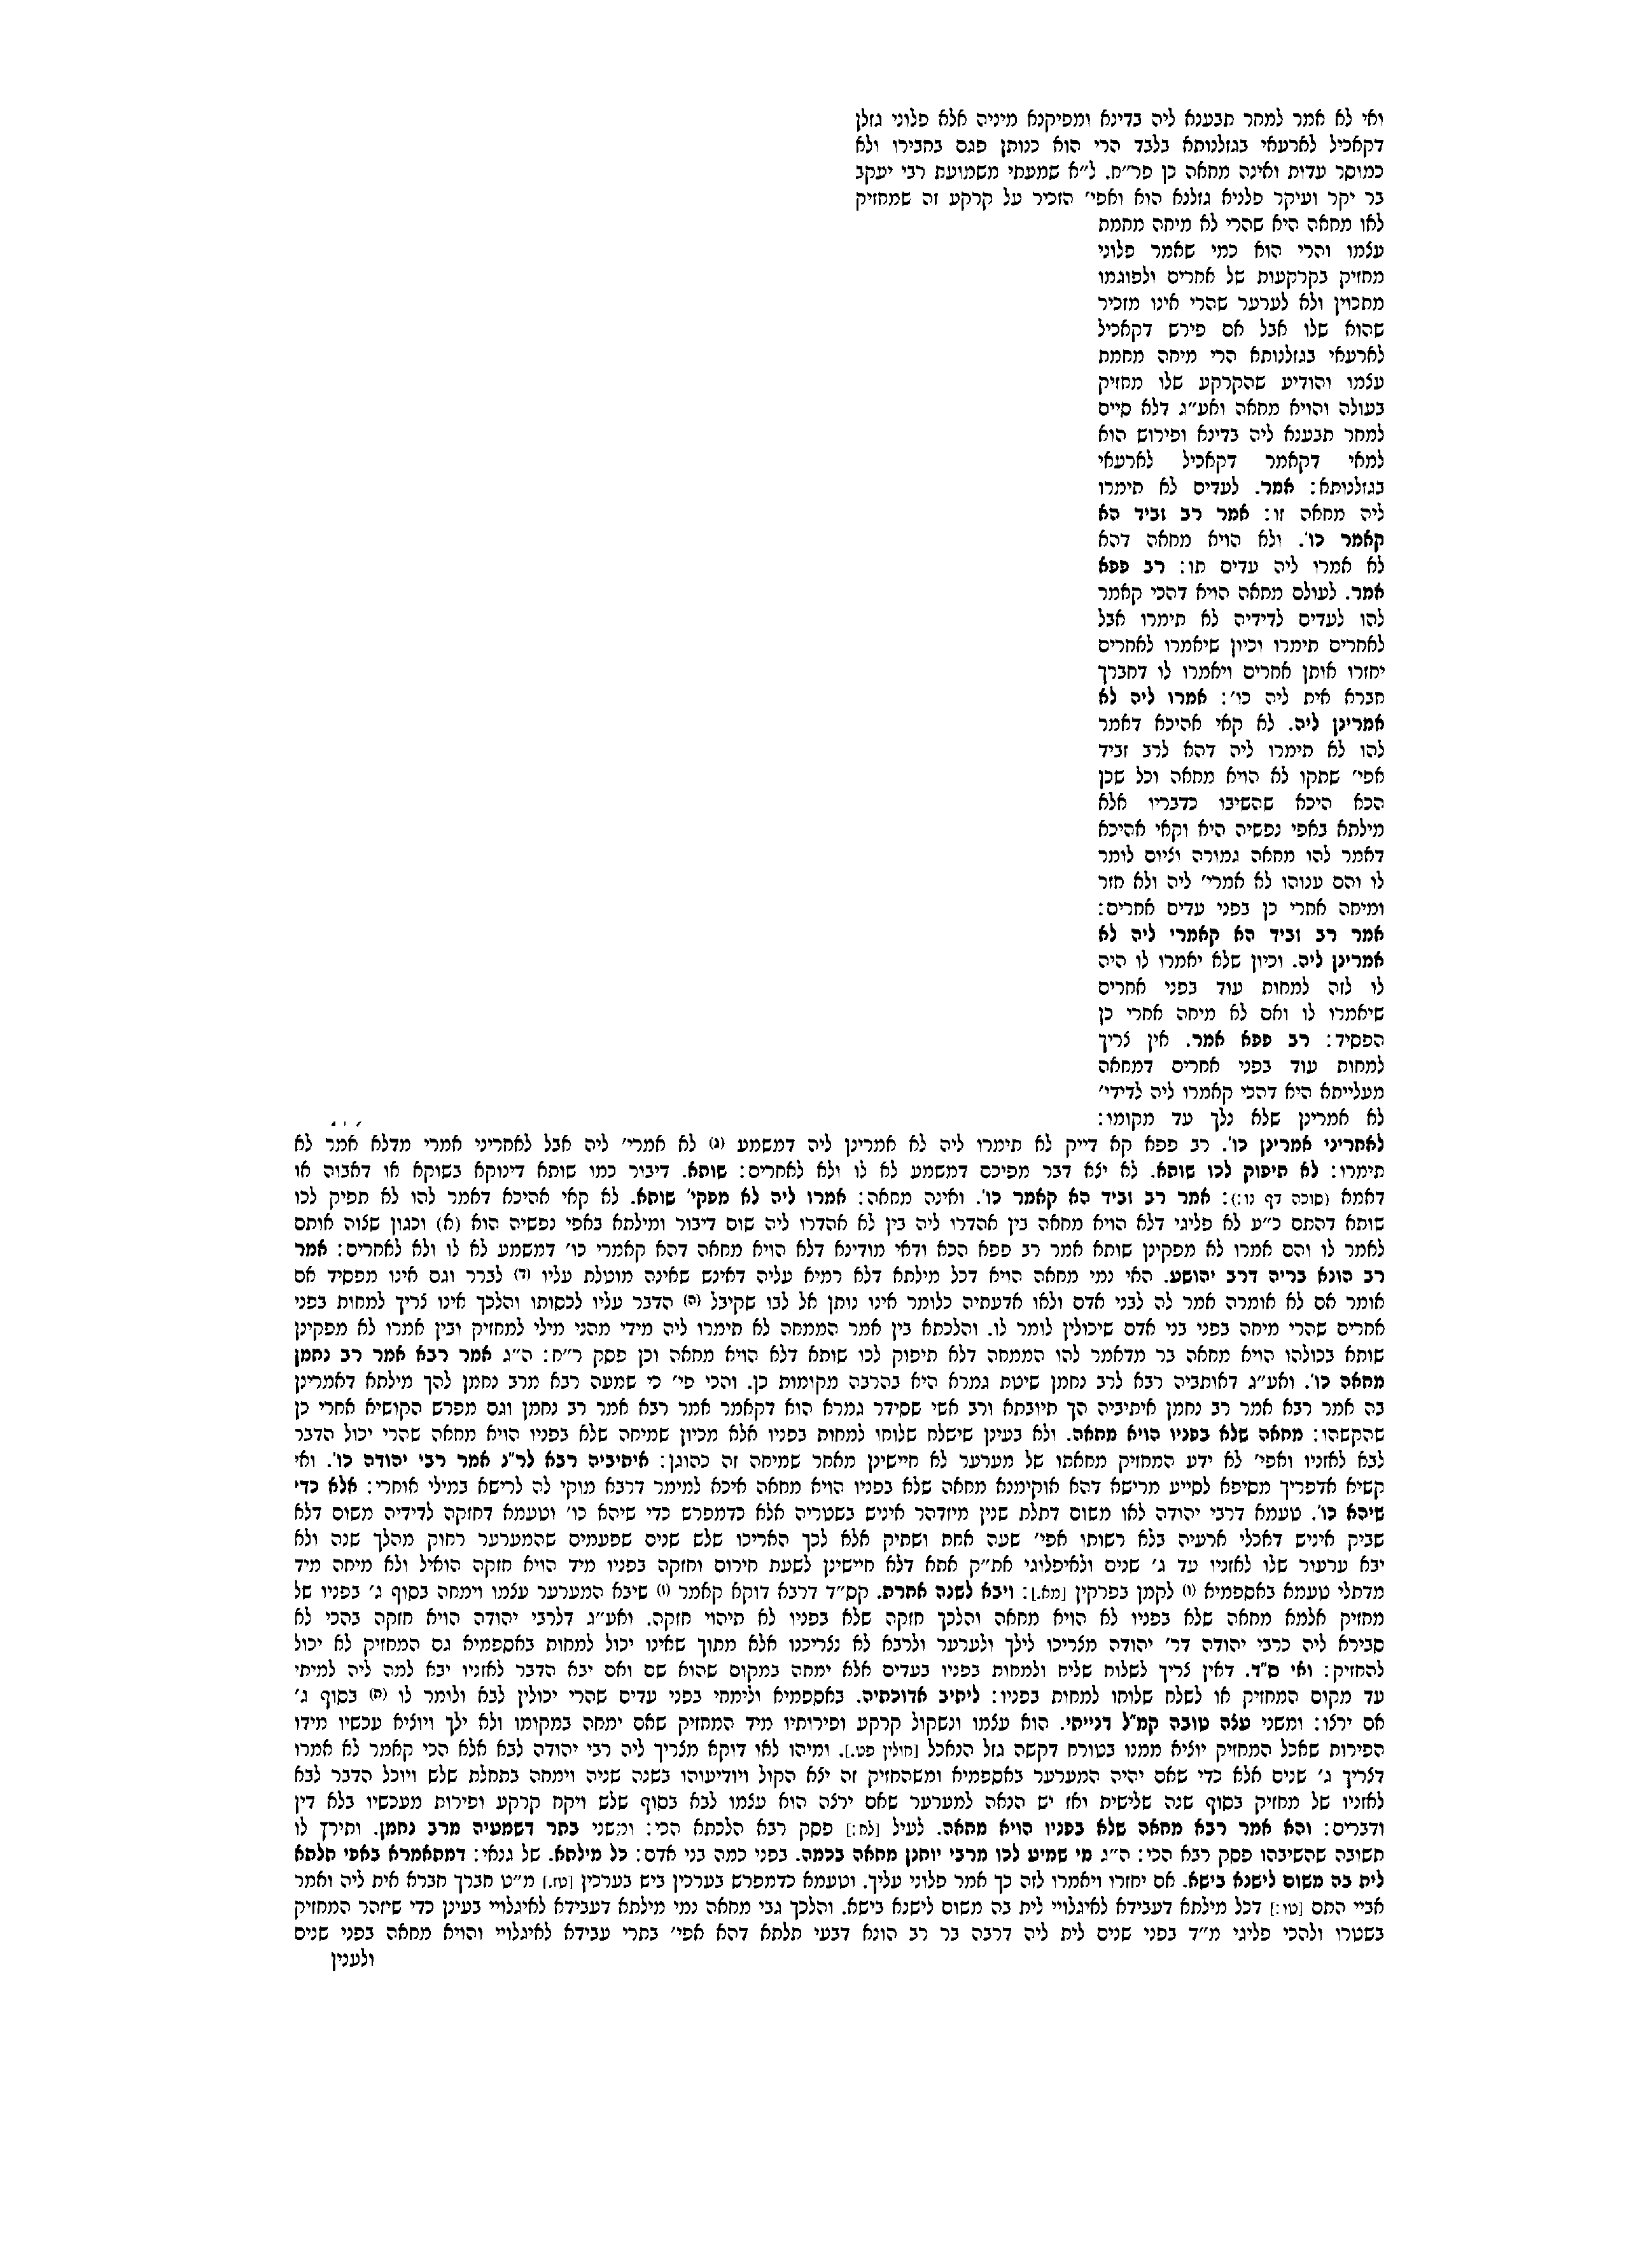 ואי לא אמר למחר תבענא ליה בדינא ומפיקנא מיניה אלא פלוני גזלן
דקאכיל לארעאי בגזלנותא בלבד הרי הוא כנותן פגם בחבירו ולא
כמוסר עדות ואינה מחאה כן פר״ח. ל״א שמעתי משמועת רבי יעקב
בר יקר ועיקר פלניא גזלנא הוא ואפי׳ הזכיר על קרקע זה שמחזיק
לאו מחאה היא שהרי לא מיחה מחמת
עצמו והרי הוא כמי שאמר פלוני
מחזיק בקרקעות של אחרים ולפוגמו
מתכוין ולא לערער שהרי אינו מזכיר
שהוא שלו אבל אם פירש דקאכיל
לארעאי בגזלנותא הרי מיחה מחמת
עצמו והודיע שהקרקע שלו מחזיק
בעולה והויא מחאה ואע״ג דלא סיים
למחר תבענא ליה בדינא ופירוש הוא
למאי דקאמר דקאכיל לארעאי
בגזלנותא: אמר. לעדים לא תימרו
ליה מחאה זו: אמר רב זביד הא
קאמר כו׳. ולא הויא מחאה דהא
לא אמרו ליה עדים תו: רב פפא
אמר. לעולם מחאה הויא דהכי קאמר
להו לעדים לדידיה לא תימרו אבל
לאחרים תימרו וכיון שיאמרו לאחרים
יחזרו אותן אחרים ויאמרו לו דחברך
חברא אית ליה כו׳: אמרו ליה לא
אמרינן ליה. לא קאי אהיכא דאמר
להו לא תימרו ליה דהא לרב זביד
אפי׳ שתקו לא הויא מחאה וכל שכן
הכא היכא שהשיבו כדבריו אלא
מילתא באפי נפשיה היא וקאי אהיכא
דאמר להו מחאה גמורה וציום לומר
לו והם ענוהו לא אמרי׳ ליה ולא חזר
ומיחה אחרי כן בפני עדים אחרים:
אמר רב זביד הא קאמרי ליה לא
אמרינן ליה. וכיון שלא יאמרו לו היה
לו לזה למחות עוד בפני אחרים
שיאמרו לו ואם לא מיחה אחרי כן
הפסיד: רב פפא אמר. אין צריך
למחות עוד בפני אחרים דמחאה
מעלייתא היא דהכי קאמרו ליה לדידי׳
לא אמרינן שלא נלך עד מקומו:
לאחריני אמרינן כו׳. רב פפא קא דייק לא תימרו ליה לא אמרינן ליה דמשמע (ג) לא אמרי׳ ליה אבל לאחריני אמרי מדלא אמר לא
תימרו: לא תיפוק לכו שותא. לא יצא דבר מפיכם דמשמע לא לו ולא לאחרים: שותא. דיבור כמו שותא דינוקא בשוקא או דאבוה או
דאמא (סוכה דף נו:): אמר רב זביד הא קאמר כו׳. ואינה מחאה: אמרו ליה לא מפקי׳ שותא. לא קאי אהיכא דאמר להו לא תפיק לכו
שותא דהתם כ״ע לא פליגי דלא הויא מחאה בין אהדרו ליה בין לא אהדרו ליה שום דיבור ומילתא באפי נפשיה הוא (א) וכגון שצוה אותם
לאמר לו והם אמרו לא מפקינן שותא אמר רב פפא הכא ודאי מודינא דלא הויא מחאה דהא קאמרי כו׳ דמשמע לא לו ולא לאחרים: אמר
רב הונא בריה דרב יהושע. האי נמי מחאה הויא דכל מילתא דלא רמיא עליה דאינש שאינה מוטלת עליו (ד) לברר וגם אינו מפסיד אם
אומר אם לא אומרה אמר לה לבני אדם ולאו אדעתיה כלומר אינו נותן אל לבו שקיבל (ה) הדבר עליו לכסותו והלכך אינו צריך למחות בפני
אחרים שהרי מיחה בפני בני אדם שיכולין לומר לו. והלכתא בין אמר הממחה לא תימרו ליה מידי מהני מילי למחזיק ובין אמרו לא מפקינן
שותא בכולהו הויא מחאה בר מדאמר להו הממחה דלא תיפוק לכו שותא דלא הויא מחאה וכן פסק ר״ח: ה״ג אמר רבא אמר רב נחמן
מחאה כו׳. ואע״ג דאותביה רבא לרב נחמן שיטת גמרא היא בהרבה מקומות כן. והכי פי׳ כי שמעה רבא מרב נחמן להך מילתא דאמרינן
בה אמר רבא אמר רב נחמן איתיביה הך תיובתא ורב אשי שסידר גמרא הוא דקאמר אמר רבא אמר רב נחמן וגם מפרש הקושיא אחרי כן
שהקשהו: מחאה שלא בפניו הויא מחאה. ולא בעינן שישלח שלוחו למחות בפניו אלא מכיון שמיחה שלא בפניו הויא מחאה שהרי יכול הדבר
לבא לאזניו ואפי׳ לא ידע המחזיק מחאתו של מערער לא חיישינן מאחר שמיחה זה כהוגן: איתיביה רבא לר״נ אמר רבי יהודה כו׳. ואי
קשיא אדפריך מסיפא לסייע מרישא דהא אוקימנא מחאה שלא בפניו הויא מחאה איכא למימר דרבא מוקי לה לרישא במילי אוחרי: אלא כדי
שיהא כו׳. טעמא דרבי יהודה לאו משום דתלת שנין מיזדהר איניש בשטריה אלא כדמפרש כדי שיהא כו׳ וטעמא דחזקה לדידיה משום דלא
שביק איניש דאכלי ארעיה בלא רשותו אפי׳ שעה אחת ושתיק אלא לכך האריכו שלש שנים שפעמים שהמערער רחוק מהלך שנה ולא
יבא ערעור שלו לאזניו עד ג׳ שנים ולאיפלוגי את״ק אתא דלא חיישינן לשעת חירום וחזקה בפניו מיד הויא חזקה הואיל ולא מיחה מיד
מדתלי טעמא באספמיא (ו) לקמן בפרקין [מא.]: ויבא לשנה אחרת. קס״ד דרבא דוקא קאמר (ז) שיבא המערער עצמו וימחה בסוף ג׳ בפניו של
מחזיק אלמא מחאה שלא בפניו לא הויא מחאה והלכך חזקה שלא בפניו לא תיהוי חזקה. ואע״ג דלרבי יהודה הויא חזקה בהכי לא
סבירא ליה כרבי יהודה דר׳ יהודה מצריכו לילך ולערער ולרבא לא נצריכנו אלא מתוך שאינו יכול למחות באספמיא גם המחזיק לא יכול
להחזיק: ואי ס״ד. דאין צריך לשלוח שליח ולמחות בפניו בעדים אלא ימחה במקום שהוא שם ואם יבא הדבר לאזניו יבא למה ליה למיתי
עד מקום המחזיק או לשלח שלוחו למחות בפניו: ליתיב אדוכתיה. באספמיא ולימחי בפני עדים שהרי יכולין לבא ולומר לו (ח) בסוף ג׳
אם ירצו: ומשני עצה טובה קמ״ל דנייתי. הוא עצמו ונשקול קרקע ופירותיו מיד המחזיק שאם ימחה במקומו ולא ילך ויוציא עכשיו מידו
הפירות שאכל המחזיק יוציא ממנו בטורח דקשה גזל הנאכל [חולין פט.]. ומיהו לאו דוקא מצריך ליה רבי יהודה לבא אלא הכי קאמר לא אמרו
דצריך ג׳ שנים אלא כדי שאם יהיה המערער באספמיא ומשהחזיק זה יצא הקול ויודיעוהו בשנה שניה וימחה בתחלת שלש ויוכל הדבר לבא
לאזניו של מחזיק בסוף שנה שלישית ואז יש הנאה למערער שאם ירצה הוא עצמו לבא בסוף שלש ויקח קרקע ופירות מעכשיו בלא דין
ודברים: והא אמר רבא מחאה שלא בפניו הויא מחאה. לעיל [לח:] פסק רבא הלכתא הכי: ומשני בתר דשמעיה מרב נחמן. ותירץ לו
תשובה שהשיבהו פסק רבא הכי: ה״ג מי שמיע לכו מרבי יוחנן מחאה בכמה. בפני כמה בני אדם: כל מילתא. של גנאי: דמתאמרא באפי תלתא
לית בה משום לישנא בישא. אם יחזרו ויאמרו לזה כך אמר פלוני עליך. וטעמא כדמפרש בערכין ביש בערכין [טז.] מ״ט חברך חברא אית ליה ואמר
אביי התם [טו:] דכל מילתא דעבידא לאיגלויי לית בה משום לישנא בישא. והלכך גבי מחאה נמי מילתא דעבידא לאיגלויי בעינן כדי שיזהר המחזיק
בשטרו ולהכי פליגי מ״ד בפני שנים לית ליה דרבה בר רב הונא דבעי תלתא דהא אפי׳ בתרי עבידא לאיגלויי והויא מחאה בפני שנים
ולענין